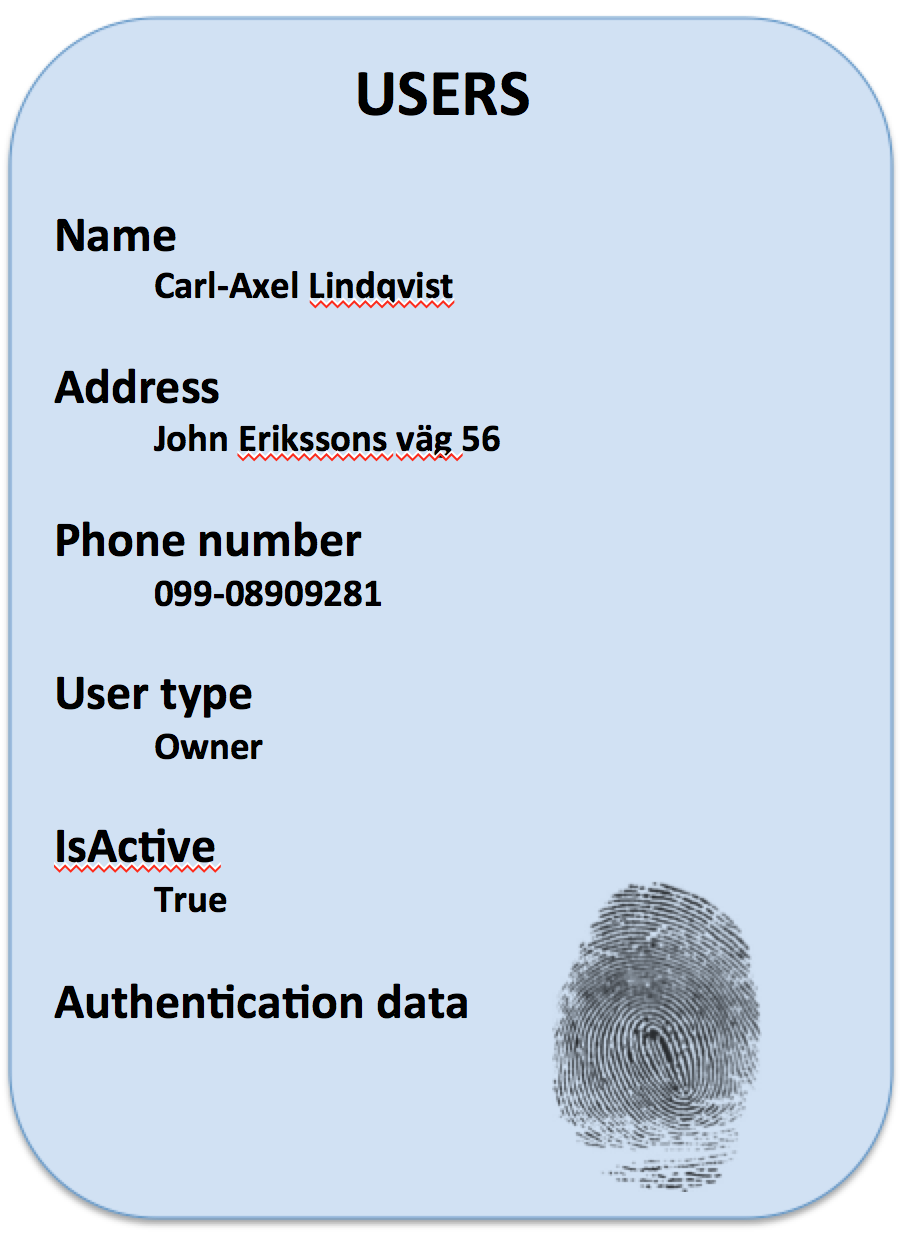 USERS
Name
Carl-Axel Lindqvist
Address
John Erikssons väg 56
Phone number
099-08909281
User type
Owner
IsActive
True
Authentication data